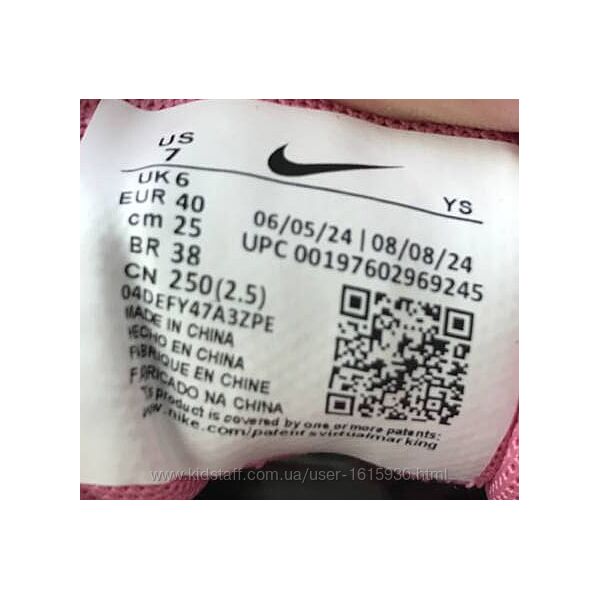 US
7
UK 6
EUR 40
cm 25
BR 38
CN 250(2.5)
04DEFY47A3ZPE
MADE IN CHINA
HECHO EN CHINA
FABRIQUE EN CHINE
FABRICADO NA CHINA
product is covered by one or more patents:
www.nike.com/patentsvirtualmarking
YS
06/05/24 | 08/08/24
UPC 00197602969245
www.kidstaff.com.ua/user-1615930.html